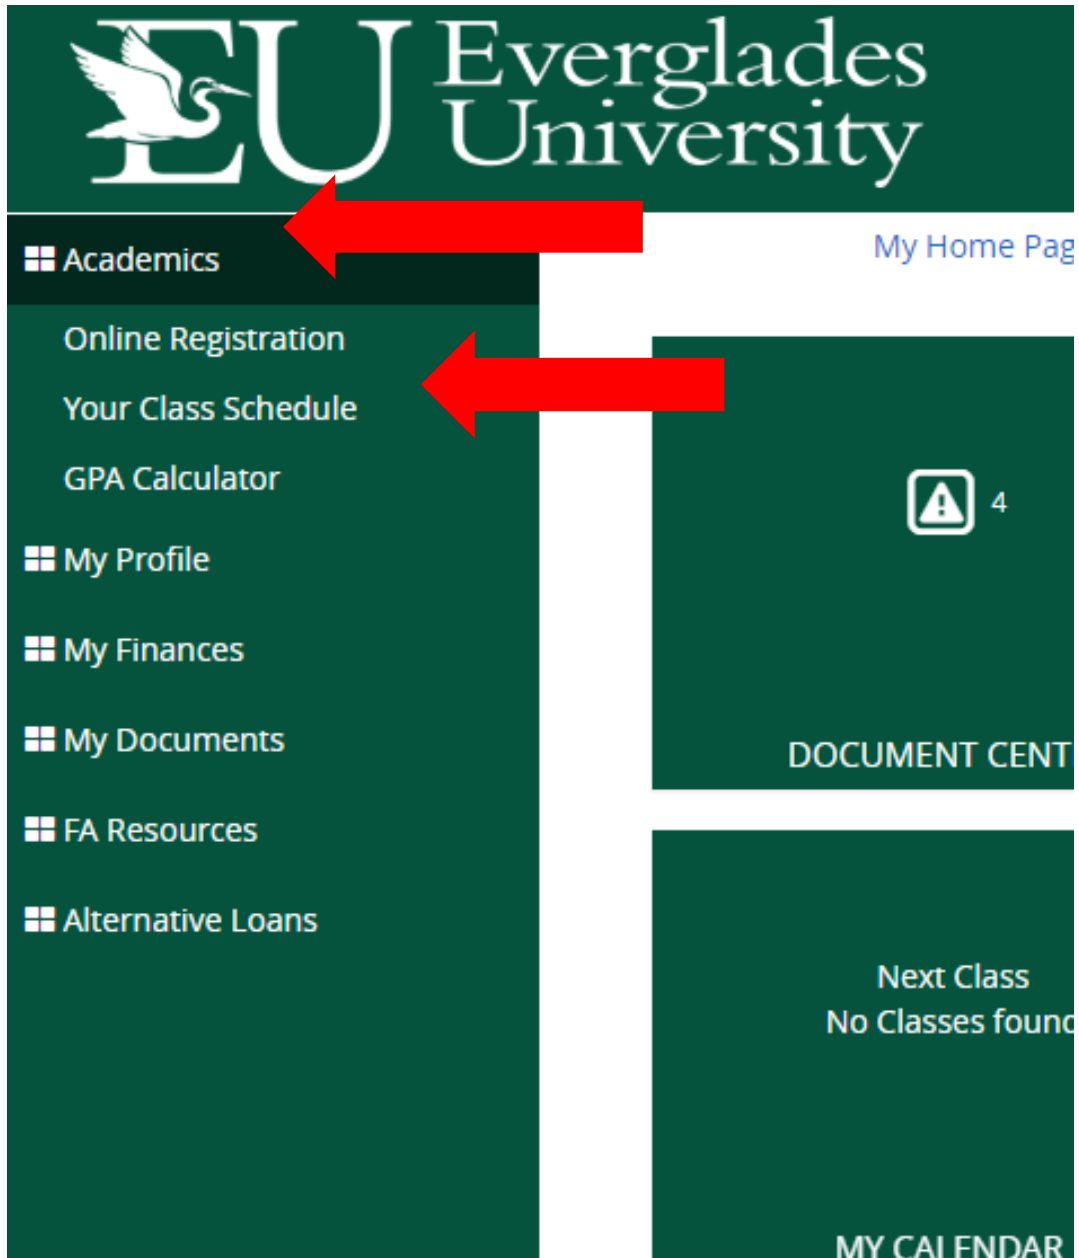 EU Everglades
University
Academics
Online Registration
Your Class Schedule
GPA Calculator
My Profile
My Finances
My Documents
FA Resources
Alternative Loans
My Home Pag
4
DOCUMENT CENT
Next Class
No Classes found
MY CALENDAR